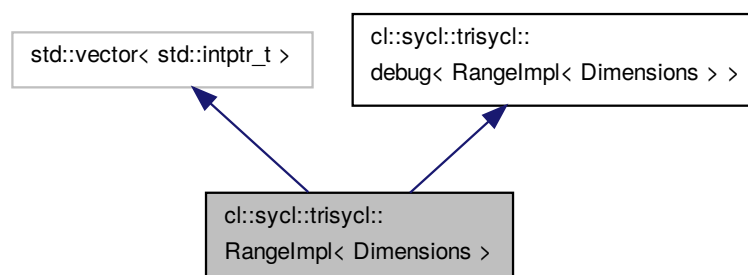 std::vector< std::intptr_t >
cl::sycl::trisycl::
debug< RangeImpl< Dimensions > >
cl::sycl::trisycl::
RangeImpl< Dimensions >